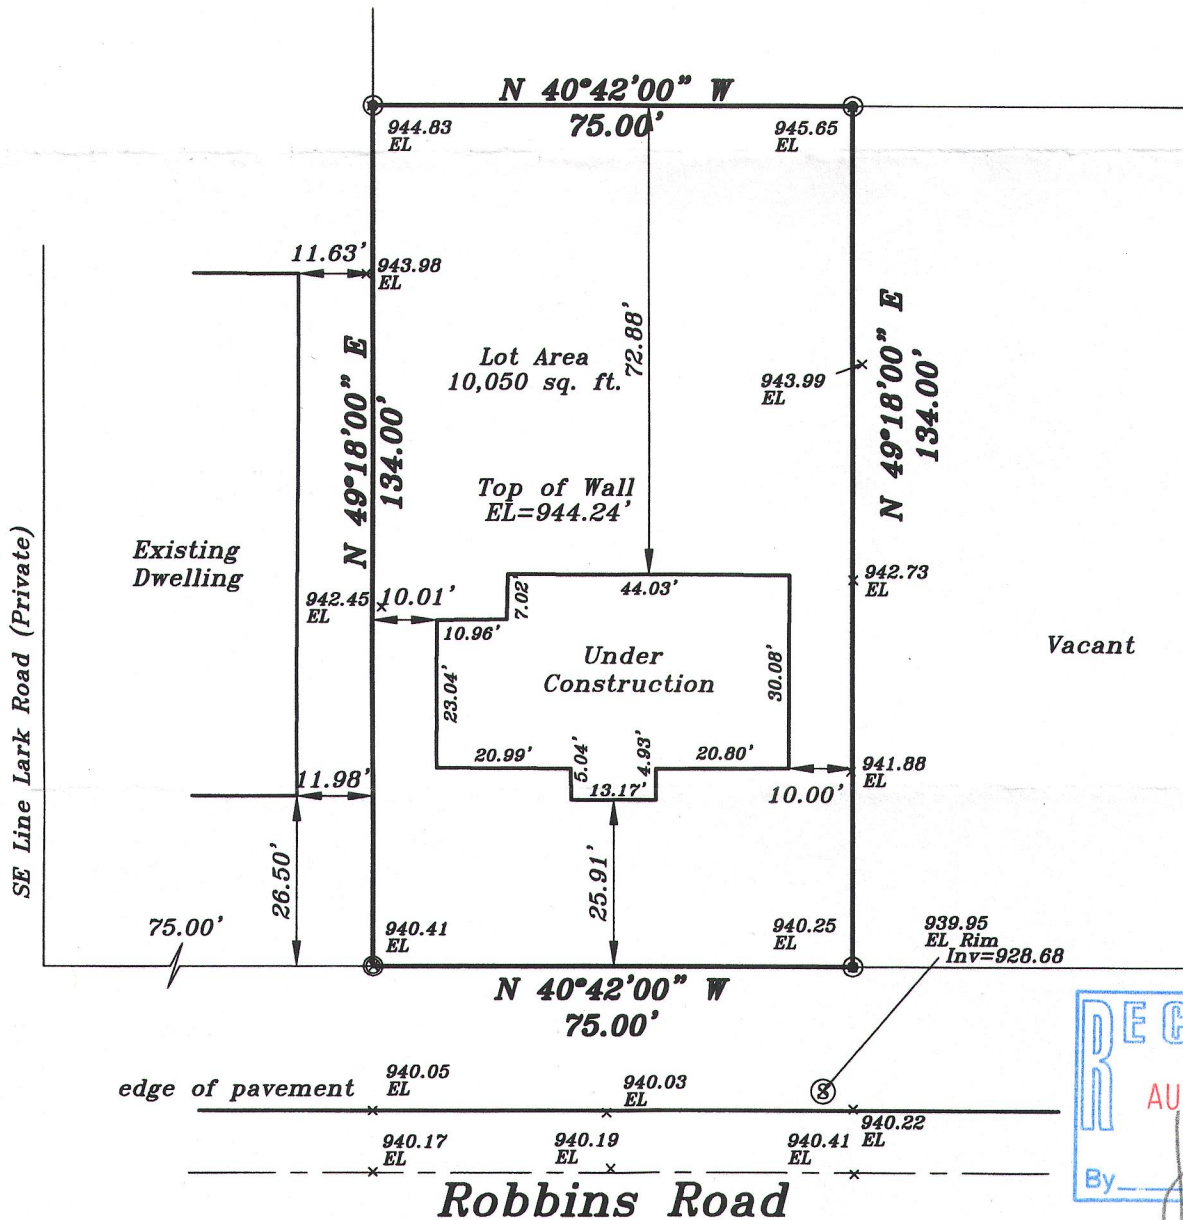 N 40°42'00" W
75.00'
944.83
EL
945.65
EL
11.63'
943.98
EL
N 49°18'00" E
134.00'
72.88'
Lot Area
10,050 sq. ft.
943.99
EL
N 49°18'00" E
134.00'
Top of Wall
EL=944.24'
SE Line Lark Road (Private)
Existing
Dwelling
942.45
EL
10.01'
7.02'
44.03'
942.73
EL
10.96'
23.04'
Under
Construction
30.08'
Vacant
20.99'
5.04'
4.93'
20.80'
13.17'
11.98'
10.00'
941.88
EL
26.50'
25.91'
75.00'
940.41
EL
940.25
EL
939.95
EL Rim
Inv=928.68
N 40°42'00" W
75.00'
S
edge of pavement
940.05
EL
940.03
EL
940.22
EL
940.17
EL
940.19
EL
940.41
EL
Robbins Road
REC
AU
By